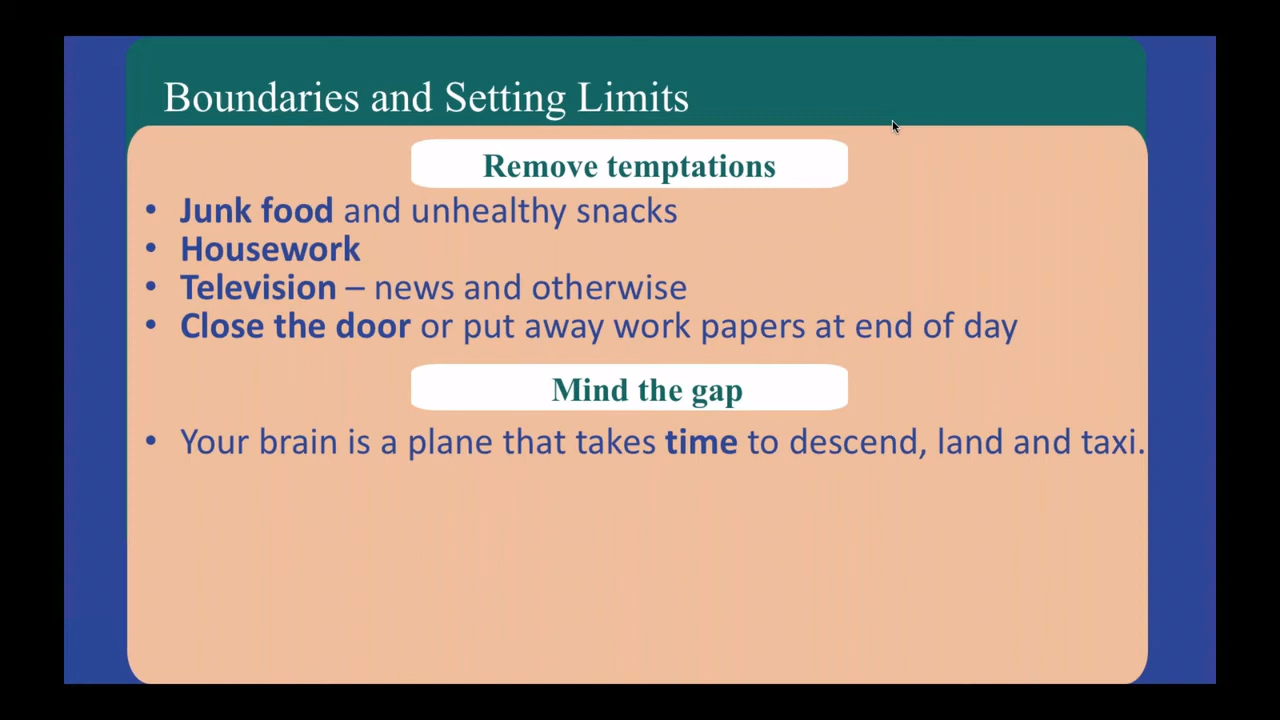 Boundaries and Setting Limits
Remove temptations
• Junk food and unhealthy snacks
• Housework
• Television – news and otherwise
• Close the door or put away work papers at end of day
Mind the gap
• Your brain is a plane that takes time to descend, land and taxi.